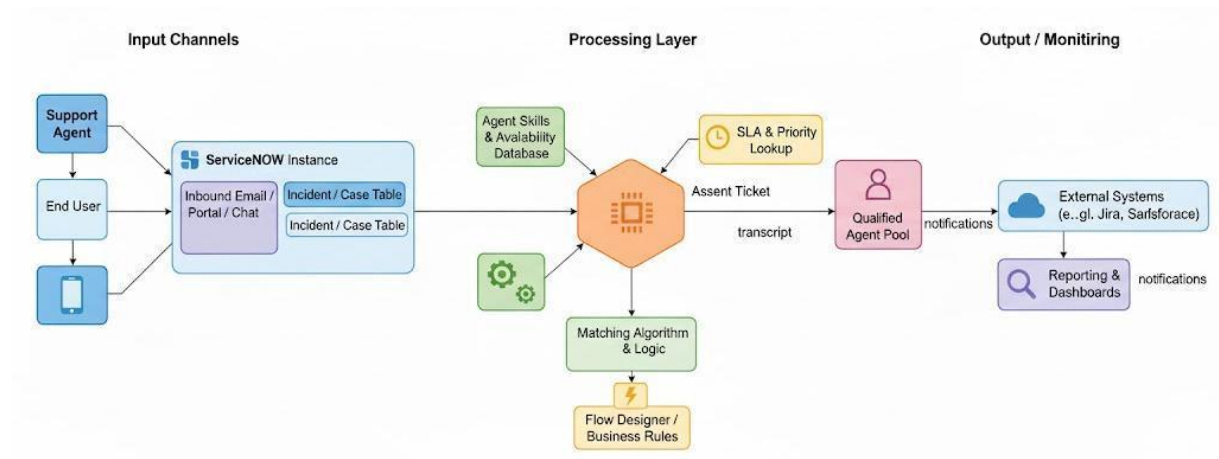 Input Channels
Processing Layer
Output / Monitiring
Support
Agent
End User
ServiceNOW Instance
Inbound Email /
Portal / Chat
Incident / Case Table
Incident / Case Table
Agent Skills
& Avalability
Database
SLA & Priority
Lookup
Assent Ticket
transcript
Matching Algorithm
& Logic
Flow Designer /
Business Rules
Qualified
Agent Pool
notifications
External Systems
(e..gl, Jira, Sarlsforace)
Reporting &
Dashboards
notifications